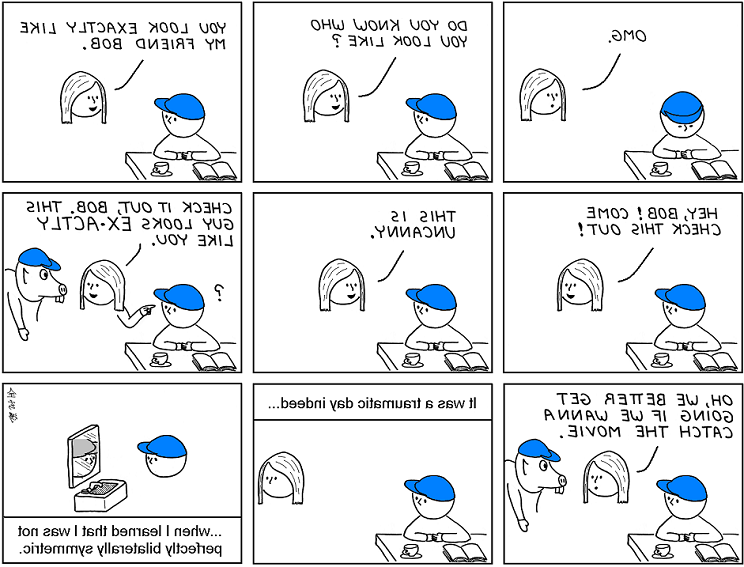 OMG.
DO YOU KNOW WHO
YOU LOOK LIKE?
YOU LOOK EXACTLY LIKE
MY FRIEND BOB.
HEY, BOB! COME
CHECK THIS OUT!
THIS IS
UNCANNY.
CHECK IT OUT, BOB. THIS
GUY LOOKS EX-ACTLY
LIKE YOU.
?
OH, WE BETTER GET
GOING IF WE WANNA
CATCH THE MOVIE.
It was a traumatic day indeed...
...when I learned that I was not
perfectly bilaterally symmetric.